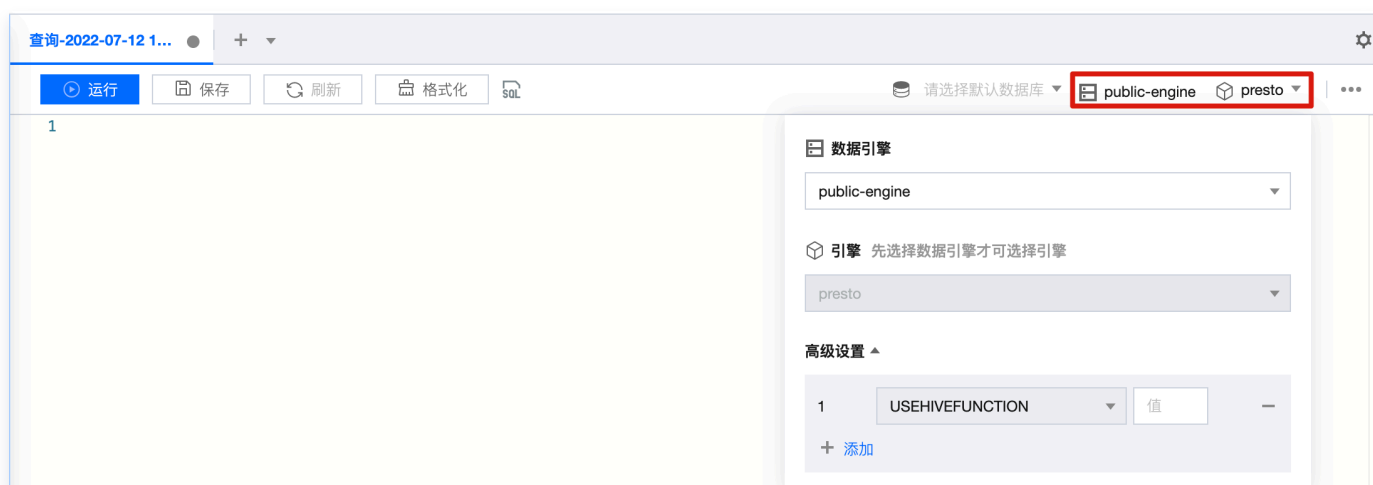 查询-2022-07-12 1...
运行 保存 刷新 格式化 SQL 请选择默认数据库 public-engine presto
1
数据引擎
public-engine
引擎 先选择数据引擎才可选择引擎
presto
高级设置
1 USEHIVEFUNCTION 值
添加